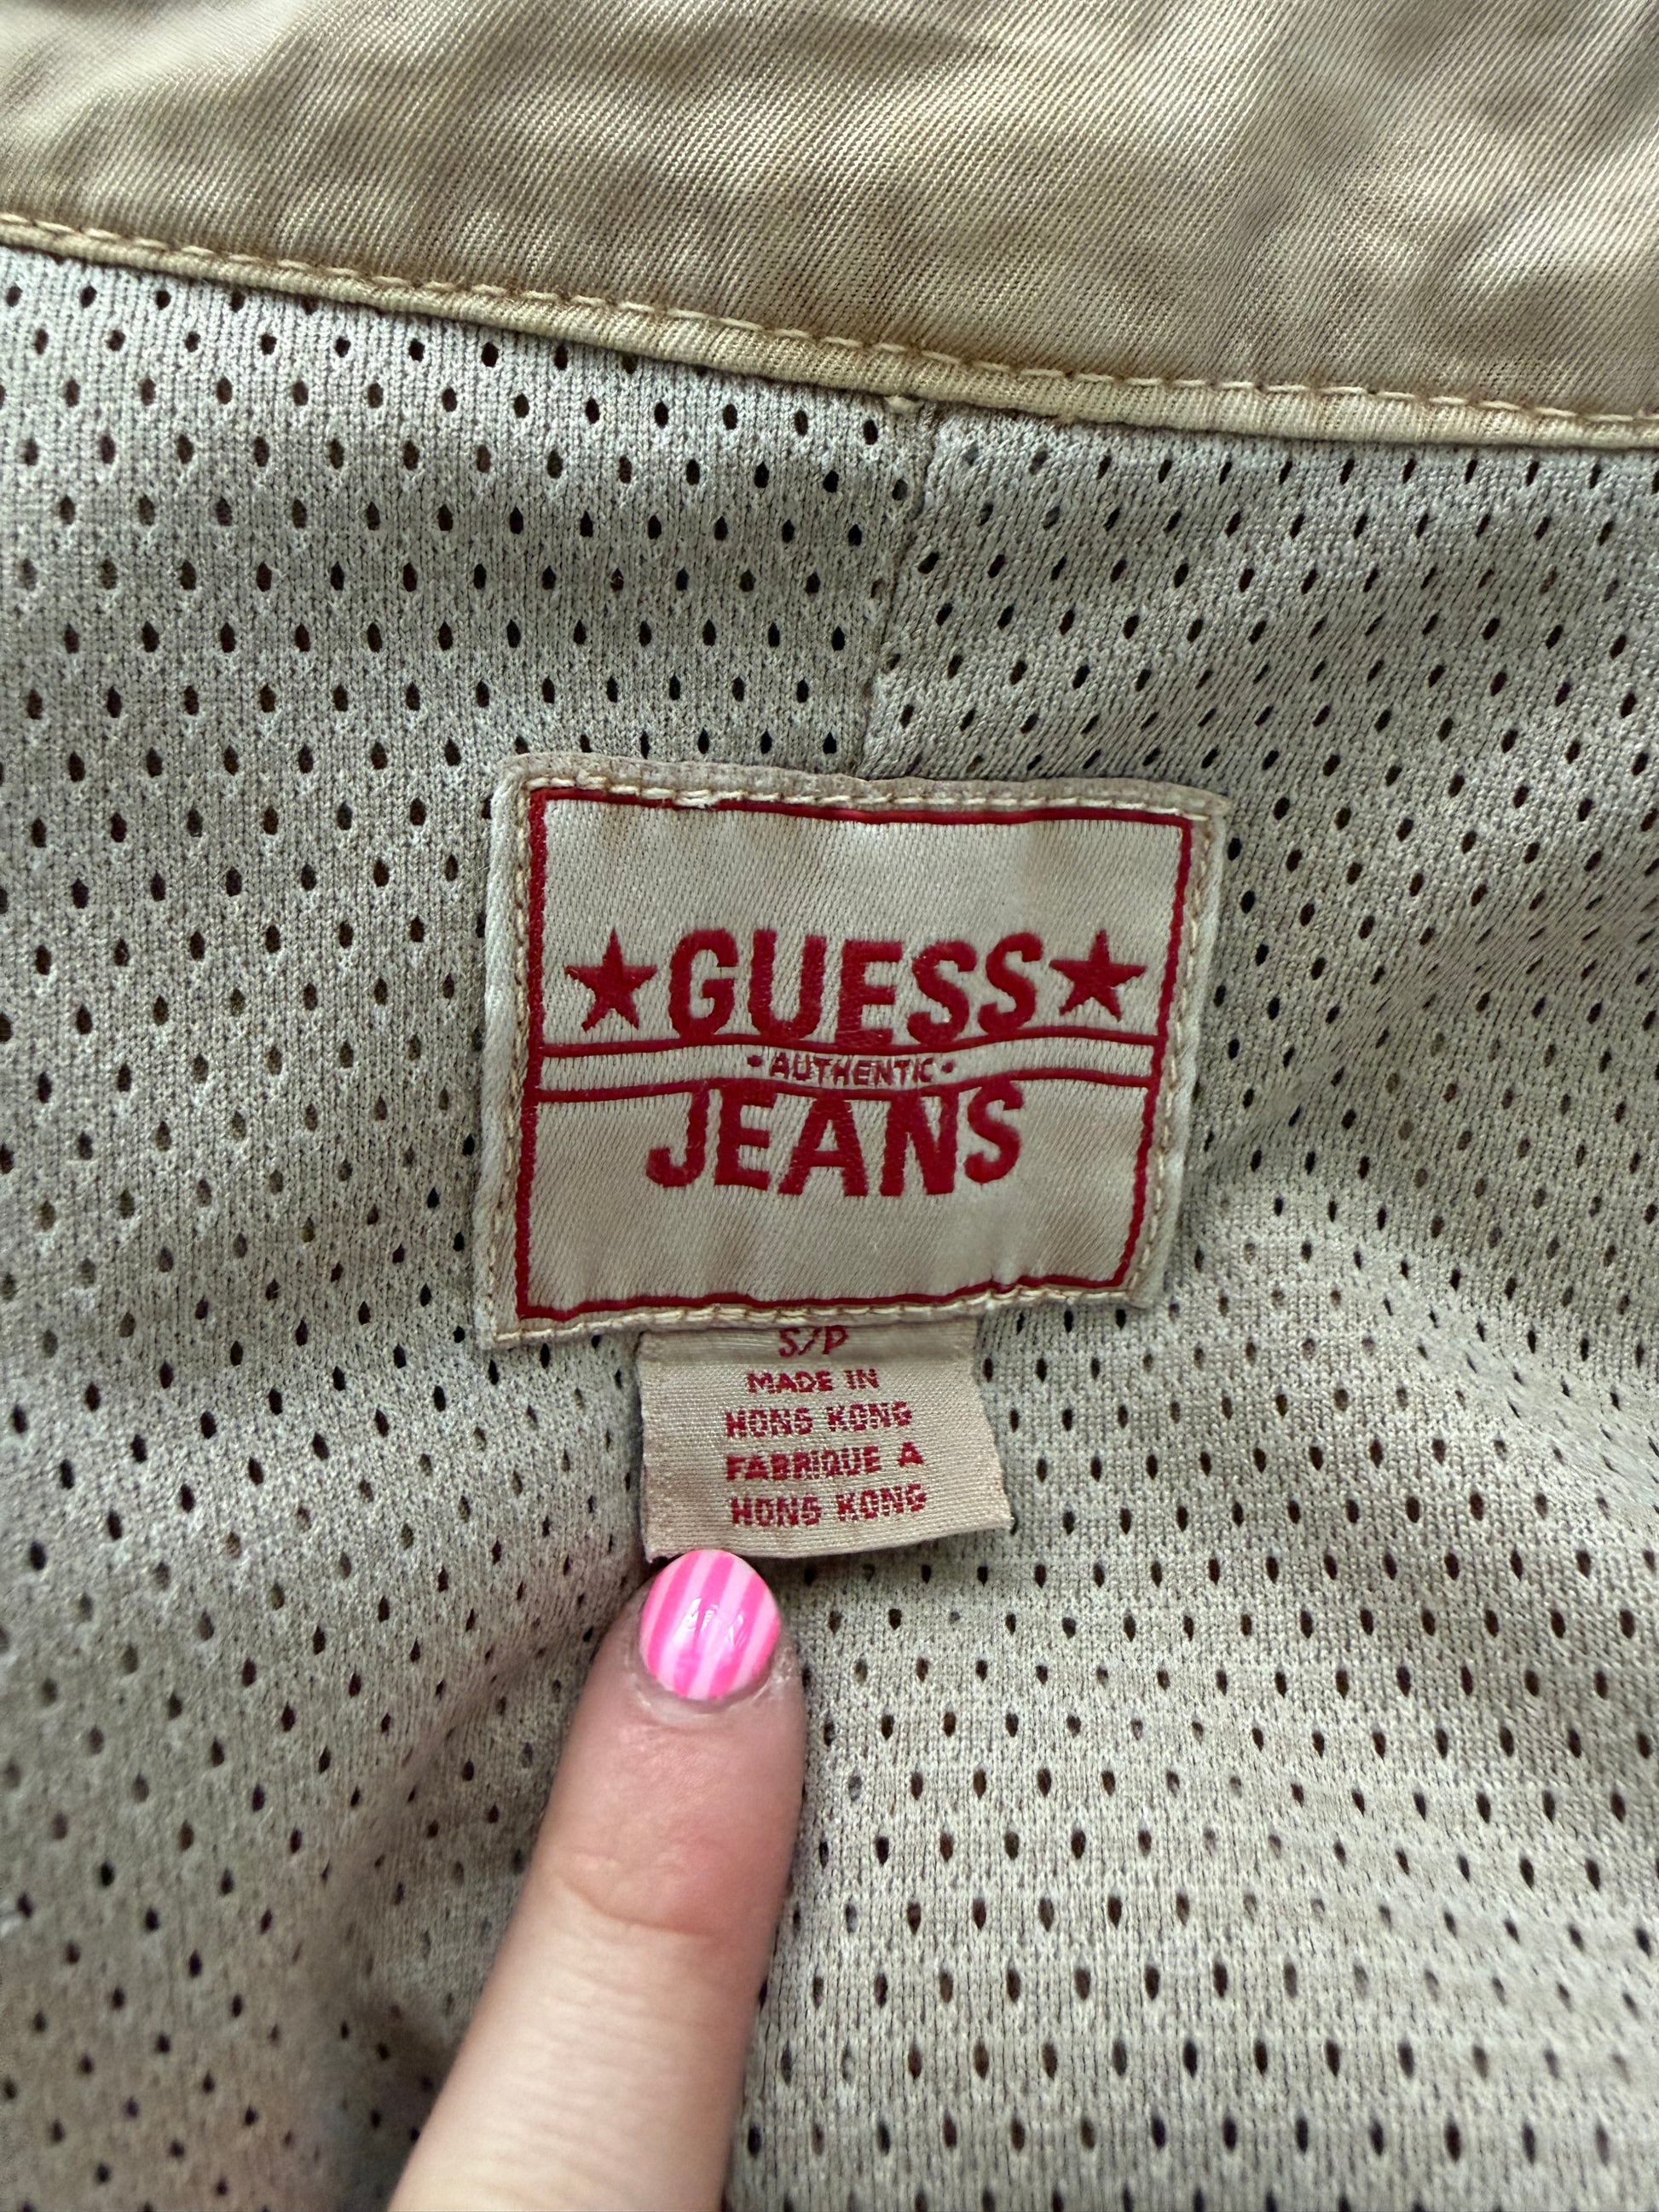 ★GUESS★
•AUTHENTIC•
JEANS
S/P
MADE IN
HONG KONG
FABRIQUE A
HONG KONG